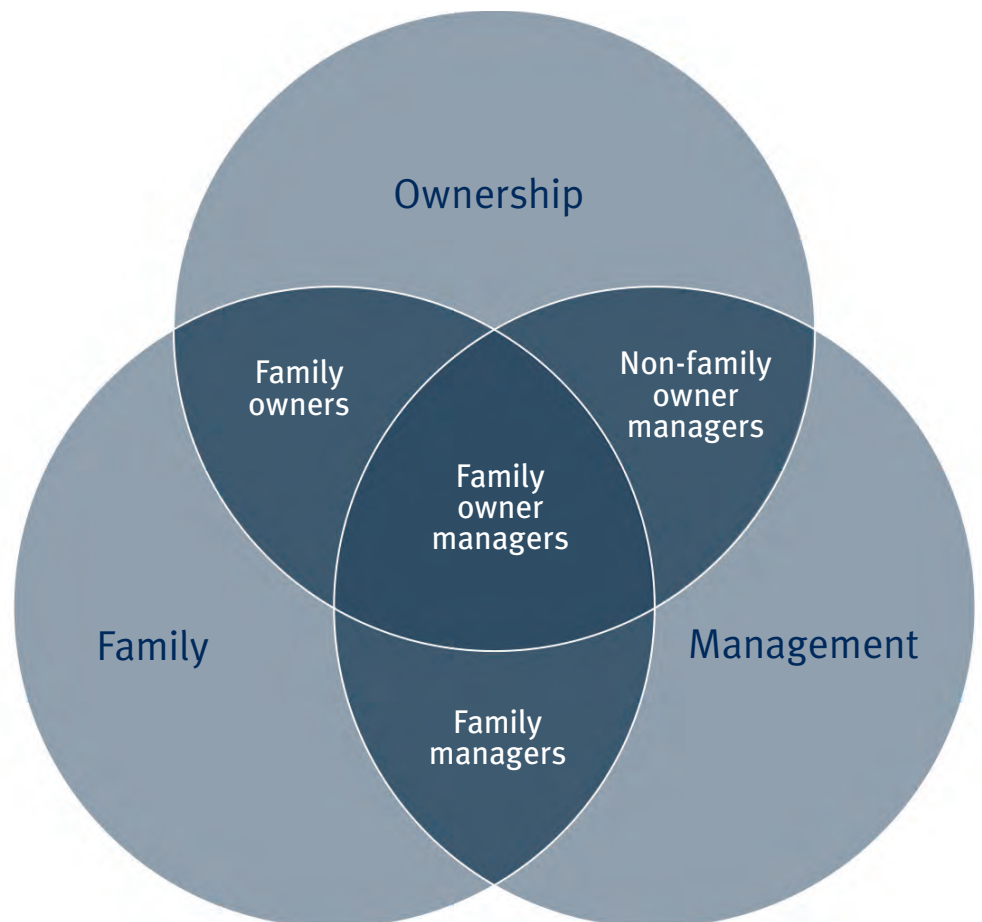 Ownership
Family
owners
Non-family
owner
managers
Family
owner
managers
Family
Management
Family
managers